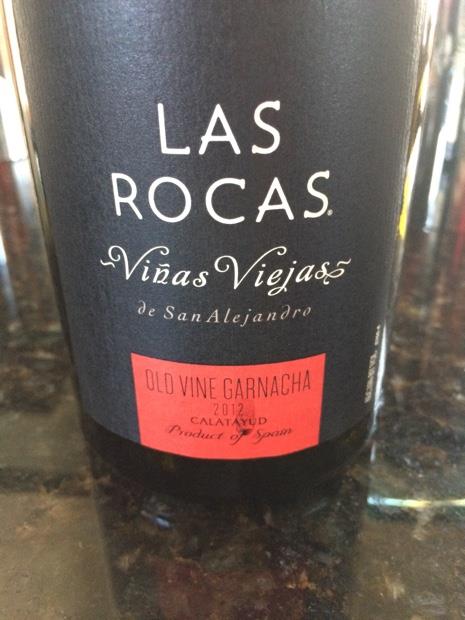 LAS
ROCAS®
Viñas Viejas
de San Alejandro
OLD VINE GARNACHA
2012
CALATAYUD
Product of Spain